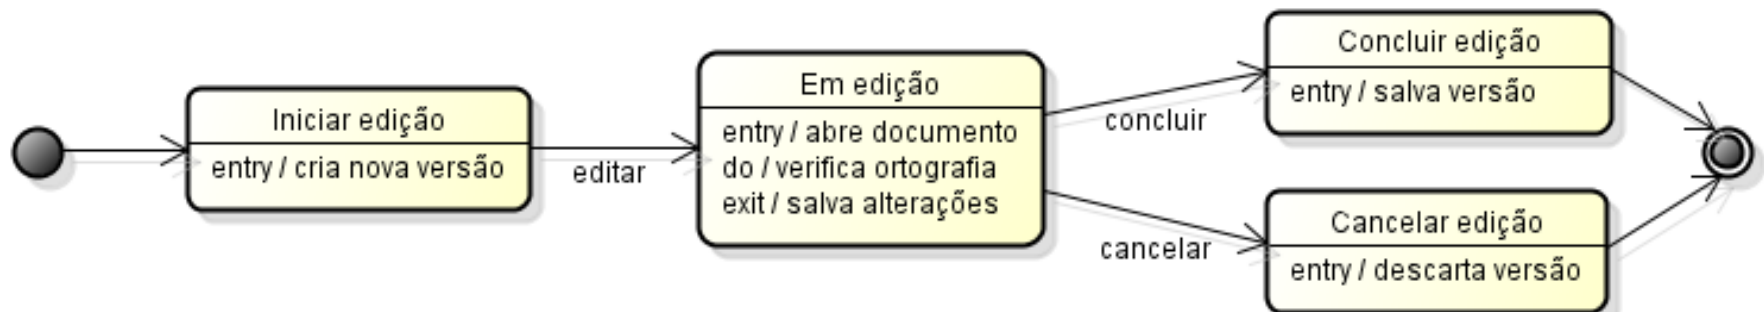 Iniciar edição
entry / cria nova versão
editar
Em edição
entry / abre documento
do / verifica ortografia
exit / salva alterações
concluir
cancelar
Concluir edição
entry / salva versão
Cancelar edição
entry / descarta versão